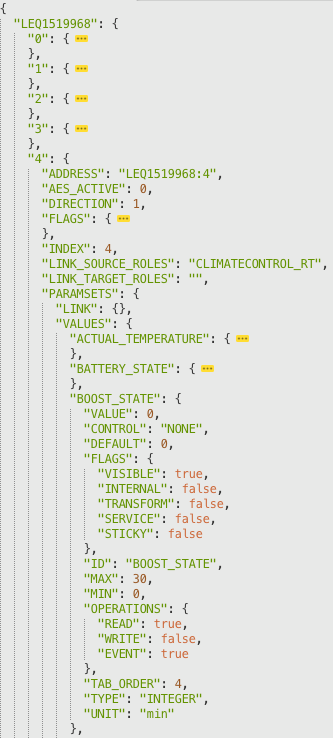 {
"LEQ1519968": {
"0": { ...
},
"1": { ...
},
"2": { ...
},
"3": { ...
},
"4": {
"ADDRESS": "LEQ1519968:4",
"AES_ACTIVE": 0,
"DIRECTION": 1,
"FLAGS": { ...
},
"INDEX": 4,
"LINK_SOURCE_ROLES": "CLIMATECONTROL_RT",
"LINK_TARGET_ROLES": "",
"PARAMSETS": {
"LINK": {},
"VALUES": {
"ACTUAL_TEMPERATURE": { ...
},
"BATTERY_STATE": { ...
},
"BOOST_STATE": {
"VALUE": 0,
"CONTROL": "NONE",
"DEFAULT": 0,
"FLAGS": {
"VISIBLE": true,
"INTERNAL": false,
"TRANSFORM": false,
"SERVICE": false,
"STICKY": false
},
"ID": "BOOST_STATE",
"MAX": 30,
"MIN": 0,
"OPERATIONS": {
"READ": true,
"WRITE": false,
"EVENT": true
},
"TAB_ORDER": 4,
"TYPE": "INTEGER",
"UNIT": "min"
},